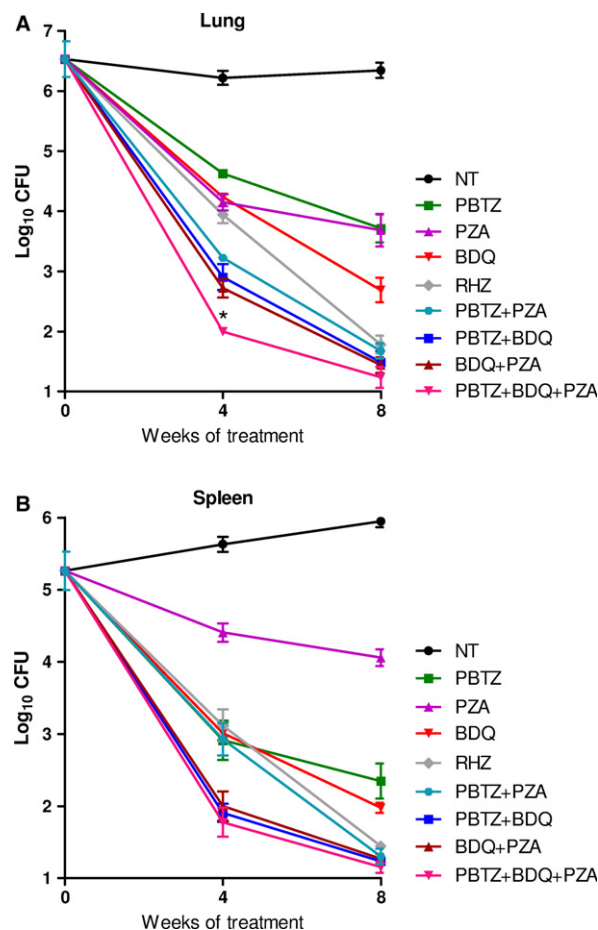 A
Lung
7
6
5
4
3
2
1
Log10 CFU
*
0
4
8
Weeks of treatment
NT
PBTZ
PZA
BDQ
RHZ
PBTZ+PZA
PBTZ+BDQ
BDQ+PZA
PBTZ+BDQ+PZA
B
Spleen
6
5
4
3
2
1
Log10 CFU
0
4
8
Weeks of treatment
NT
PBTZ
PZA
BDQ
RHZ
PBTZ+PZA
PBTZ+BDQ
BDQ+PZA
PBTZ+BDQ+PZA